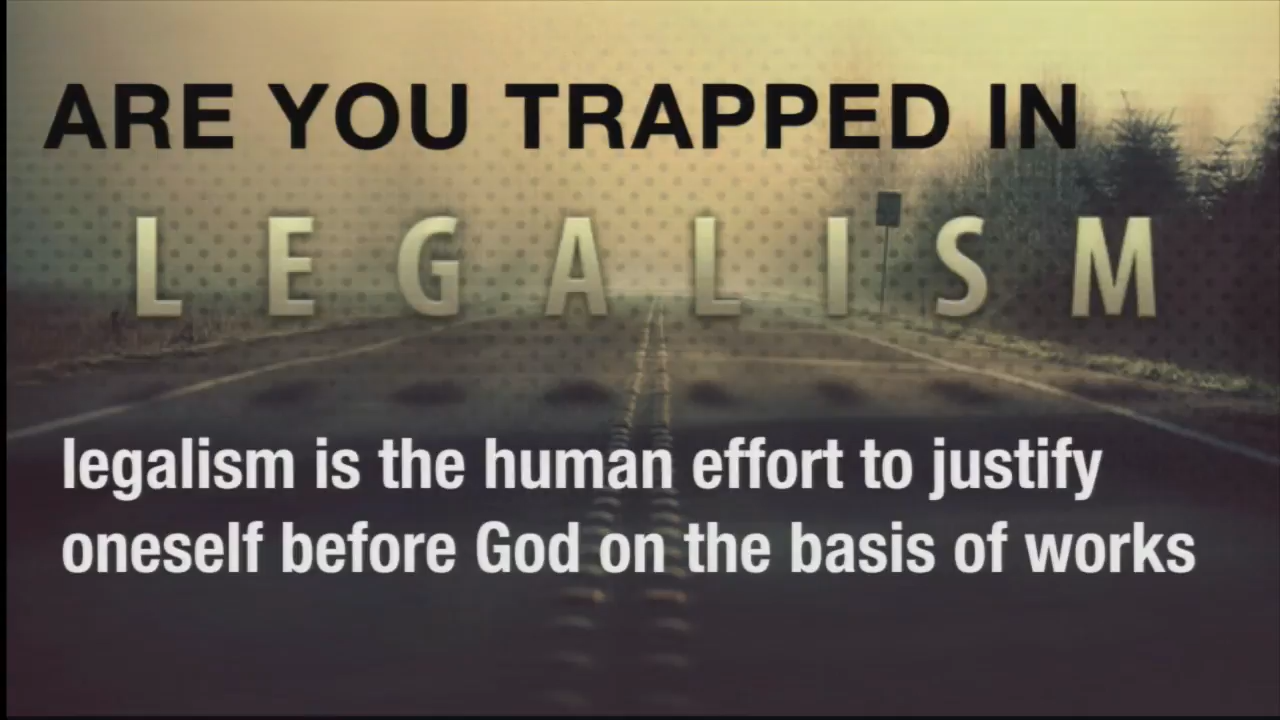 ARE YOU TRAPPED IN
LEGALISM
legalism is the human effort to justify
oneself before God on the basis of works